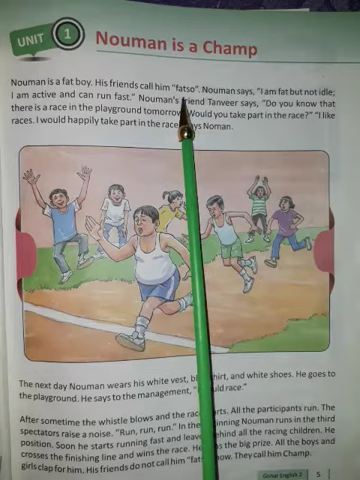 UNIT 1
Nouman is a Champ
Nouman is a fat boy. His friends call him "fatso". Nouman says, "I am fat but not idle;
I am active and can run fast." Nouman's friend Tanveer says, "Do you know that
there is a race in the playground tomorrow. Would you take part in the race?" "I like
races. I would happily take part in the race, says Noman.
The next day Nouman wears his white vest, shirt, and white shoes. He goes to
the playground. He says to the management, " race."
After sometime the whistle blows and the race starts. All the participants run. The
spectators raise a noise. "Run, run, run." In the Nouman runs in the third
position. Soon he starts running fast and behind all the racing children. He
crosses the finishing line and wins the race. the big prize. All the boys and
girls clap for him. His friends do not call him now. They call him Champ.
Gohar English 2 5